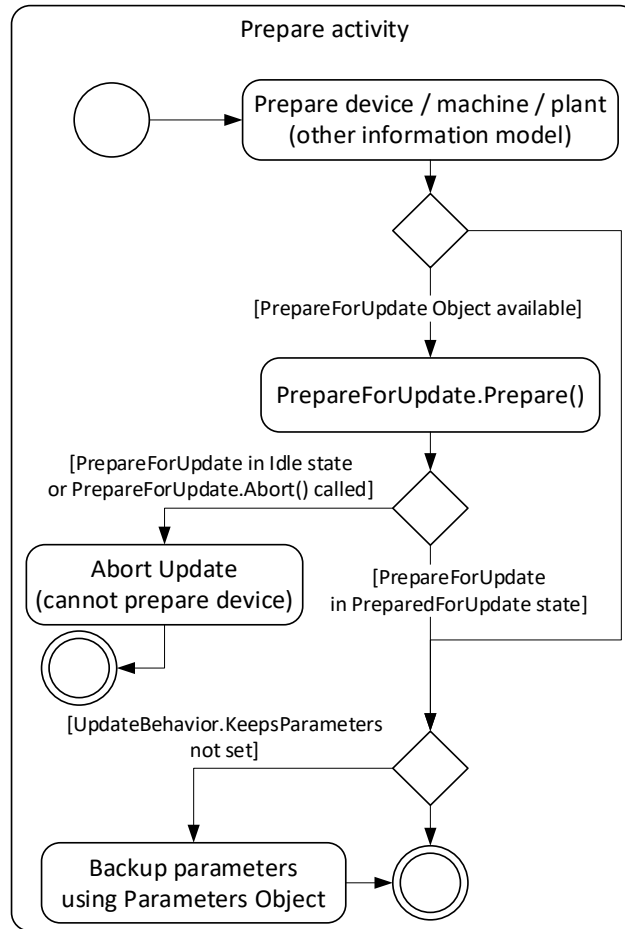 Prepare activity
Prepare device / machine / plant
(other information model)
[PrepareForUpdate Object available]
PrepareForUpdate.Prepare()
[PrepareForUpdate in Idle state
or PrepareForUpdate.Abort() called]
Abort Update
(cannot prepare device)
[PrepareForUpdate
in PreparedForUpdate state]
[UpdateBehavior.KeepsParameters
not set]
Backup parameters
using Parameters Object